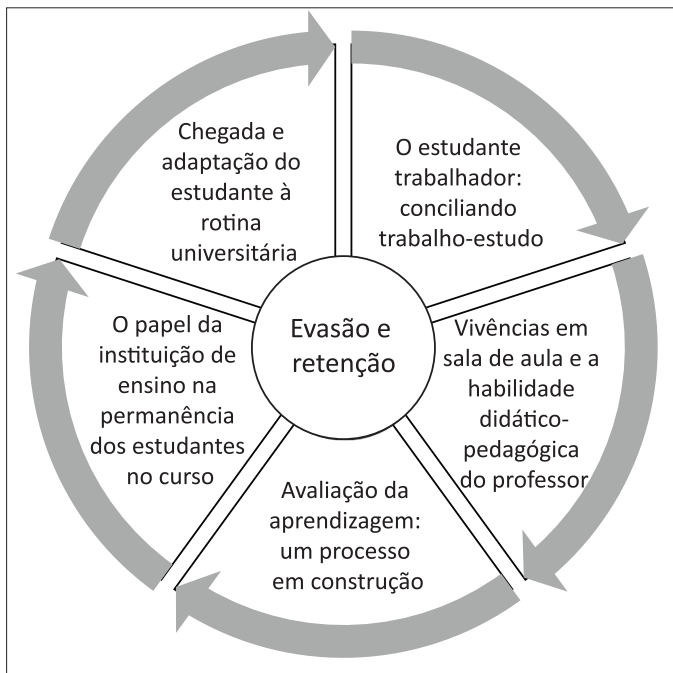 Chegada e
adaptação do
estudante à
rotina
universitária
O estudante
trabalhador:
conciliando
trabalho-estudo
Vivências em
sala de aula e a
habilidade
didático-
pedagógica
do professor
Avaliação da
aprendizagem:
um processo
em construção
O papel da
instituição de
ensino na
permanência
dos estudantes
no curso
Evasão e
retenção